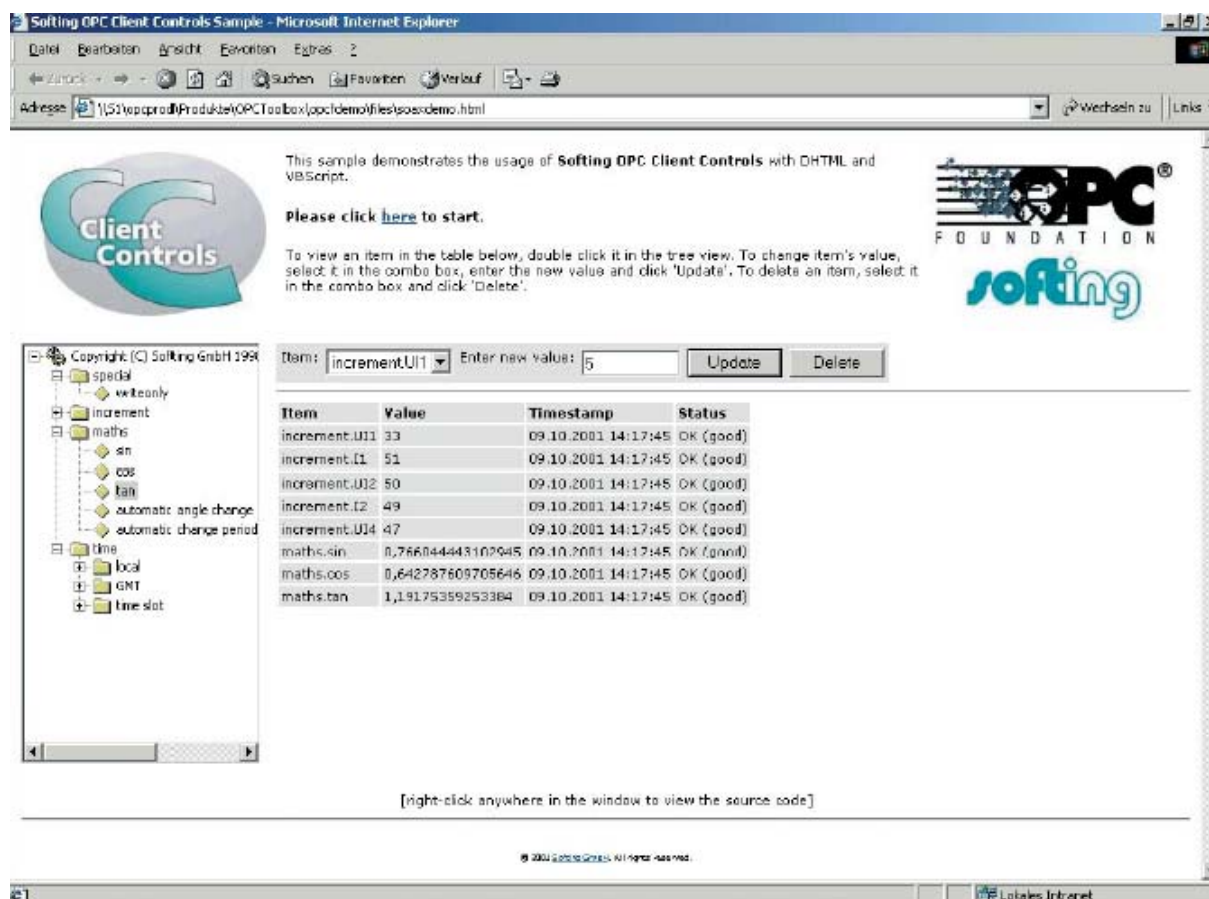 Softing OPC Client Controls Sample - Microsoft Internet Explorer
Datei Bearbeiten Ansicht Favoriten Extras ?
Zurück Suchen Favoriten Verlauf
Adresse \\S1\opcprod\Produkte\OPCToolbox\opcfdemo\files\soaxdemo.html Wechseln zu Links
Client
Controls
This sample demonstrates the usage of Softing OPC Client Controls with DHTML and
VBScript.
Please click here to start.
To view an item in the table below, double click it in the tree view. To change item's value,
select it in the combo box, enter the new value and click 'Update'. To delete an item, select it
in the combo box and click 'Delete'.
OPC®
FOUNDATION
softing
Copyright (C) Softing GmbH 199
special
writeonly
increment
maths
sin
cos
tan
automatic angle change
automatic change period
time
local
GMT
time slot
Item: increment.UI1 Enter new value: 5 Update Delete
Item Value Timestamp Status
increment.UI1 33 09.10.2001 14:17:45 OK (good)
increment.I1 51 09.10.2001 14:17:45 OK (good)
increment.UI2 50 09.10.2001 14:17:45 OK (good)
increment.I2 49 09.10.2001 14:17:45 OK (good)
increment.UI4 47 09.10.2001 14:17:45 OK (good)
maths.sin 0,766044443102945 09.10.2001 14:17:45 OK (good)
maths.cos 0,642787609705646 09.10.2001 14:17:45 OK (good)
maths.tan 1,19175359253384 09.10.2001 14:17:45 OK (good)
[right-click anywhere in the window to view the source code]
© 2001 Softing GmbH. All rights reserved.
Lokales Intranet